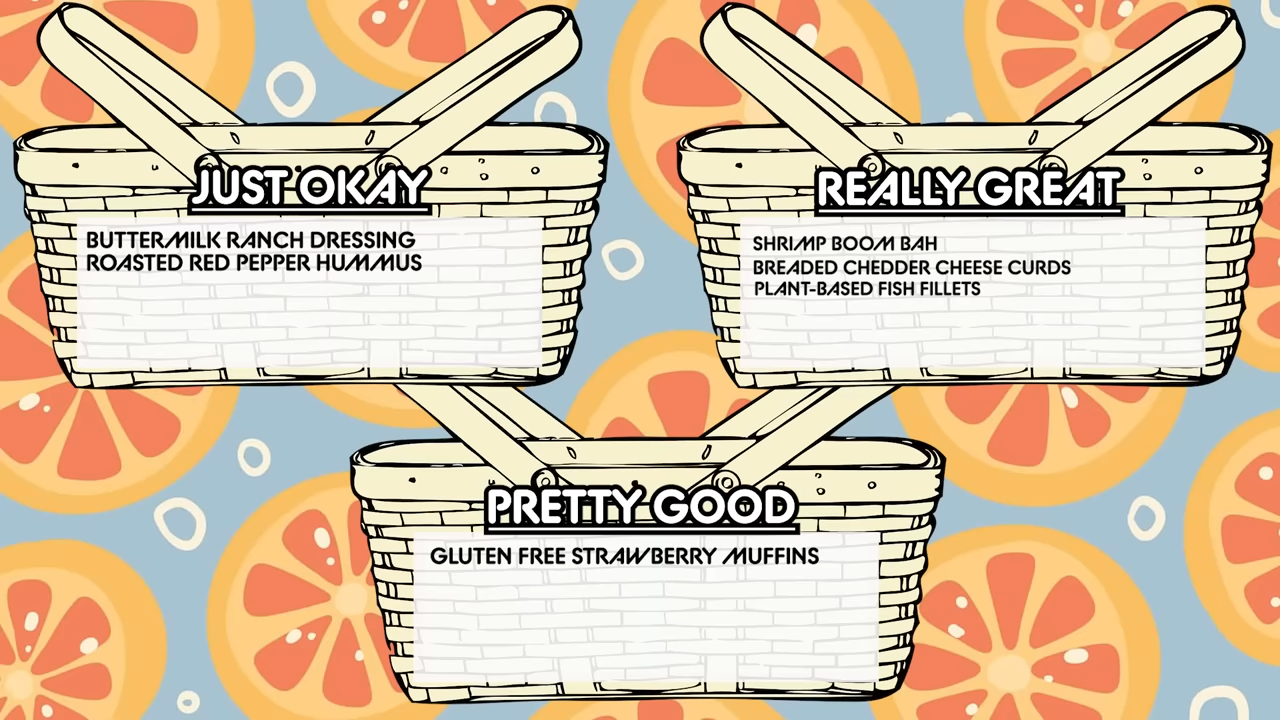 JUST OKAY
BUTTERMILK RANCH DRESSING
ROASTED RED PEPPER HUMMUS
REALLY GREAT
SHRIMP BOOM BAH
BREADED CHEDDER CHEESE CURDS
PLANT-BASED FISH FILLETS
PRETTY GOOD
GLUTEN FREE STRAWBERRY MUFFINS